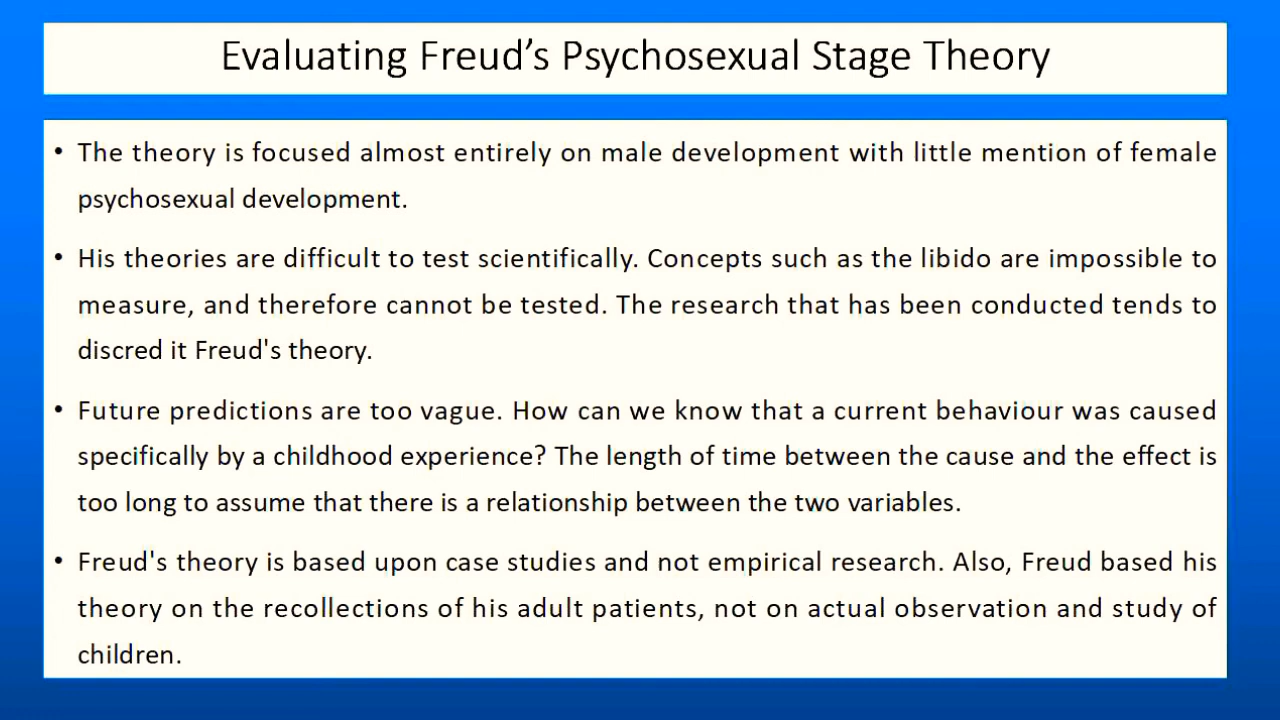 Evaluating Freud’s Psychosexual Stage Theory
• The theory is focused almost entirely on male development with little mention of female
psychosexual development.
• His theories are difficult to test scientifically. Concepts such as the libido are impossible to
measure, and therefore cannot be tested. The research that has been conducted tends to
discred it Freud's theory.
• Future predictions are too vague. How can we know that a current behaviour was caused
specifically by a childhood experience? The length of time between the cause and the effect is
too long to assume that there is a relationship between the two variables.
• Freud's theory is based upon case studies and not empirical research. Also, Freud based his
theory on the recollections of his adult patients, not on actual observation and study of
children.